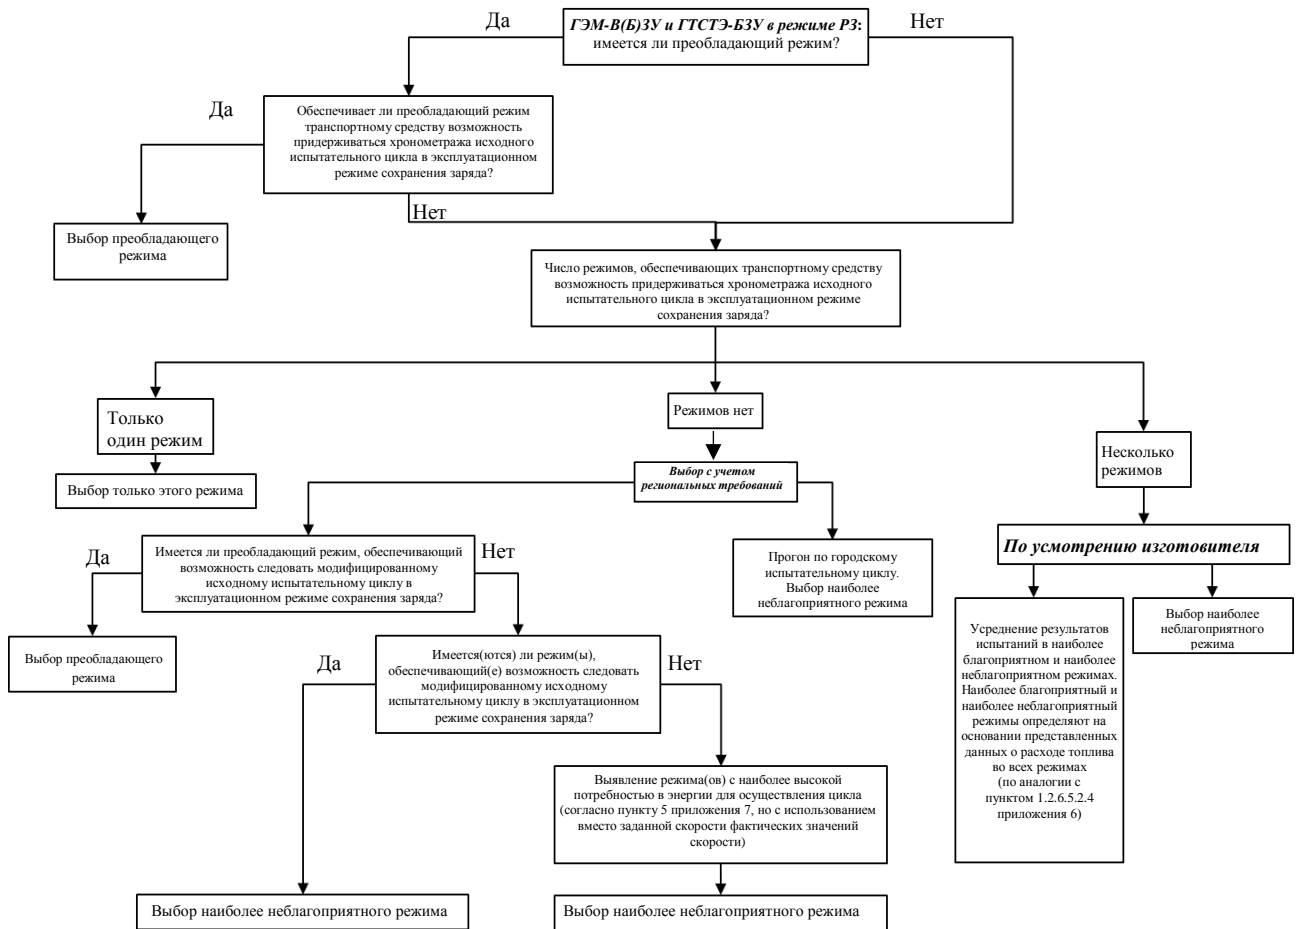 Да
ГЭМ-В(Б)ЗУ и ГТСТЭ-БЗУ в режиме РЗ:
имеется ли преобладающий режим?
Нет
Да
Обеспечивает ли преобладающий режим
транспортному средству возможность
придерживаться хронометража исходного
испытательного цикла в эксплуатационном
режиме сохранения заряда?
Нет
Выбор преобладающего
режима
Число режимов, обеспечивающих транспортному средству
возможность придерживаться хронометража исходного
испытательного цикла в эксплуатационном режиме
сохранения заряда?
Только
один режим
Режимов нет
Несколько
режимов
Выбор только этого режима
Выбор с учетом
региональных требований
По усмотрению изготовителя
Да
Имеется ли преобладающий режим, обеспечивающий
возможность следовать модифицированному
исходному испытательному циклу в
эксплуатационном режиме сохранения заряда?
Нет
Прогон по городскому
испытательному циклу.
Выбор наиболее
неблагоприятного режима
Усреднение результатов
испытаний в наиболее
благоприятном и наиболее
неблагоприятном режимах.
Наиболее благоприятный и
наиболее неблагоприятный
режимы определяют на
основании представленных
данных о расходе топлива
во всех режимах
(по аналогии с
пунктом 1.2.6.5.2.4
приложения 6)
Выбор наиболее
неблагоприятного
режима
Выбор преобладающего
режима
Да
Имеется(ются) ли режим(ы),
обеспечивающий(е) возможность следовать
модифицированному исходному
испытательному циклу в эксплуатационном
режиме сохранения заряда?
Нет
Выявление режима(ов) с наиболее высокой
потребностью в энергии для осуществления цикла
(согласно пункту 5 приложения 7, но с использованием
вместо заданной скорости фактических значений
скорости)
Выбор наиболее неблагоприятного режима
Выбор наиболее неблагоприятного режима